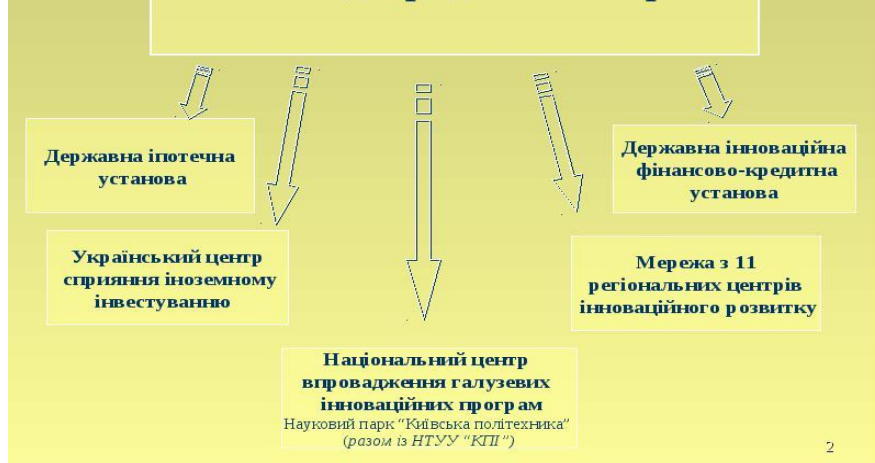 Державна іпотечна
установа
Державна інноваційна
фінансово-кредитна
установа
Український центр
сприяння іноземному
інвестуванню
Мережа з 11
регіональних центрів
інноваційного розвитку
Національний центр
впровадження галузевих
інноваційних програм
Науковий парк “Київська політехника”
(разом із НТУУ “КПІ”)
2